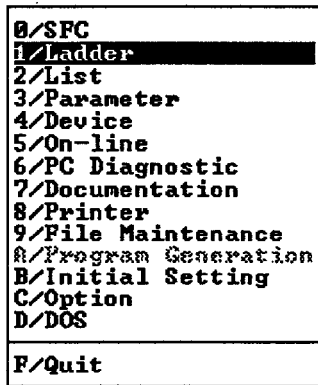 0/SFC
1/Ladder
2/List
3/Parameter
4/Device
5/On-line
6/PC Diagnostic
7/Documentation
8/Printer
9/File Maintenance
A/Program Generation
B/Initial Setting
C/Option
D/DOS
F/Quit